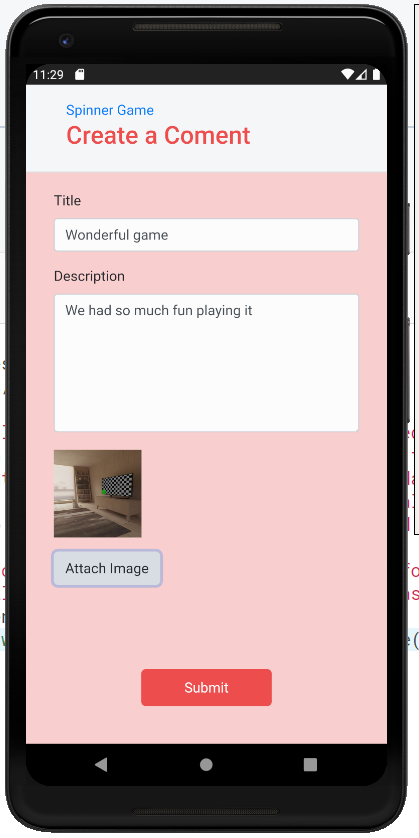 11:29
Spinner Game
Create a Coment
Title
Wonderful game
Description
We had so much fun playing it
Attach Image
Submit